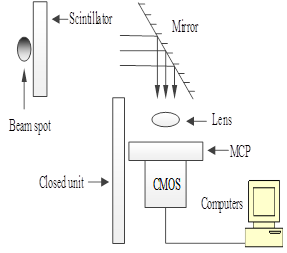 Scintillator
Mirror
Beam spot
Lens
MCP
Closed unit
CMOS
Computers